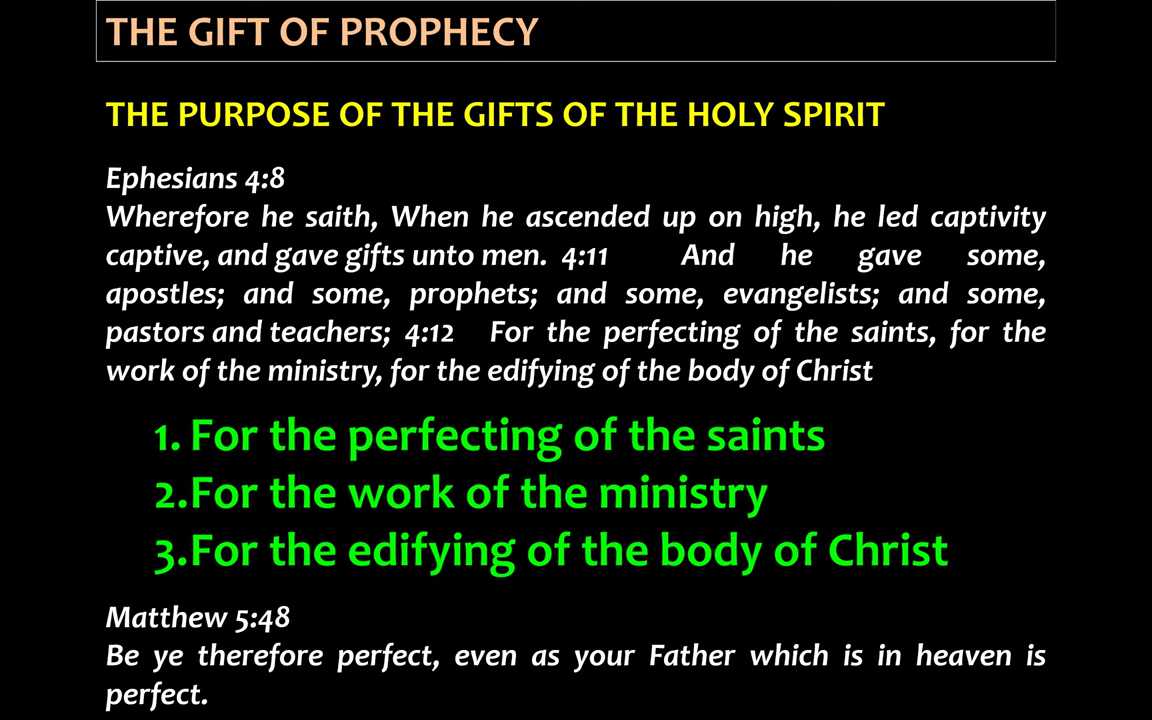 THE GIFT OF PROPHECY
THE PURPOSE OF THE GIFTS OF THE HOLY SPIRIT
Ephesians 4:8
Wherefore he saith, When he ascended up on high, he led captivity
captive, and gave gifts unto men. 4:11 And he gave some,
apostles; and some, prophets; and some, evangelists; and some,
pastors and teachers; 4:12 For the perfecting of the saints, for the
work of the ministry, for the edifying of the body of Christ
1. For the perfecting of the saints
2.For the work of the ministry
3.For the edifying of the body of Christ
Matthew 5:48
Be ye therefore perfect, even as your Father which is in heaven is
perfect.